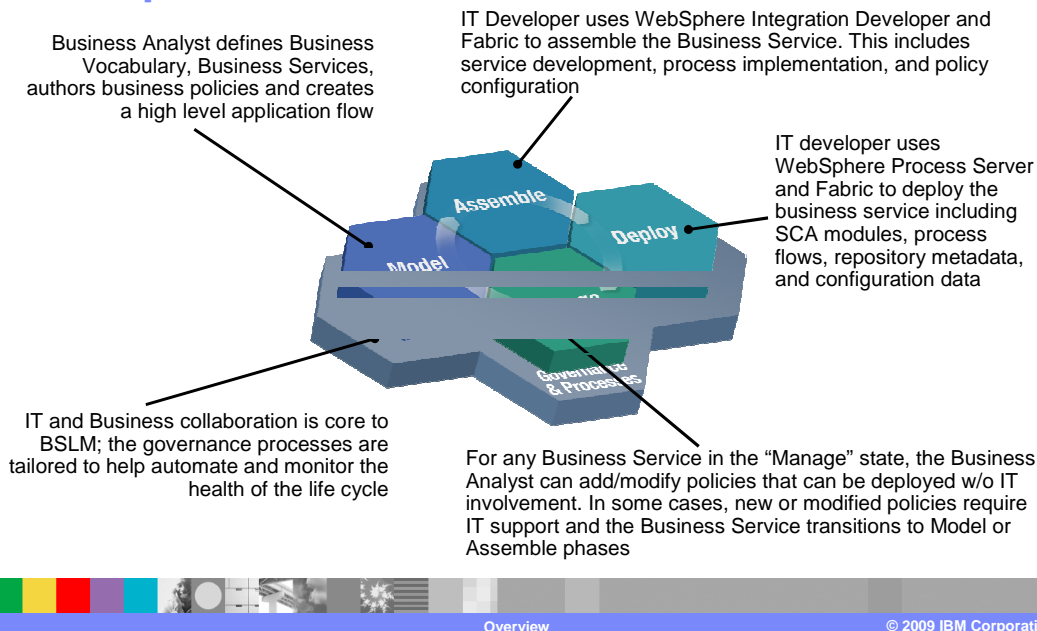 IT Developer uses WebSphere Integration Developer and
Fabric to assemble the Business Service. This includes
service development, process implementation, and policy
configuration
Business Analyst defines Business
Vocabulary, Business Services,
authors business policies and creates
a high level application flow
IT developer uses
WebSphere Process Server
and Fabric to deploy the
business service including
SCA modules, process
flows, repository metadata,
and configuration data
Assemble
Deploy
Model
Governance
& Processes
IT and Business collaboration is core to
BSLM; the governance processes are
tailored to help automate and monitor the
health of the life cycle
For any Business Service in the “Manage” state, the Business
Analyst can add/modify policies that can be deployed w/o IT
involvement. In some cases, new or modified policies require
IT support and the Business Service transitions to Model or
Assemble phases
Overview
© 2009 IBM Corporati